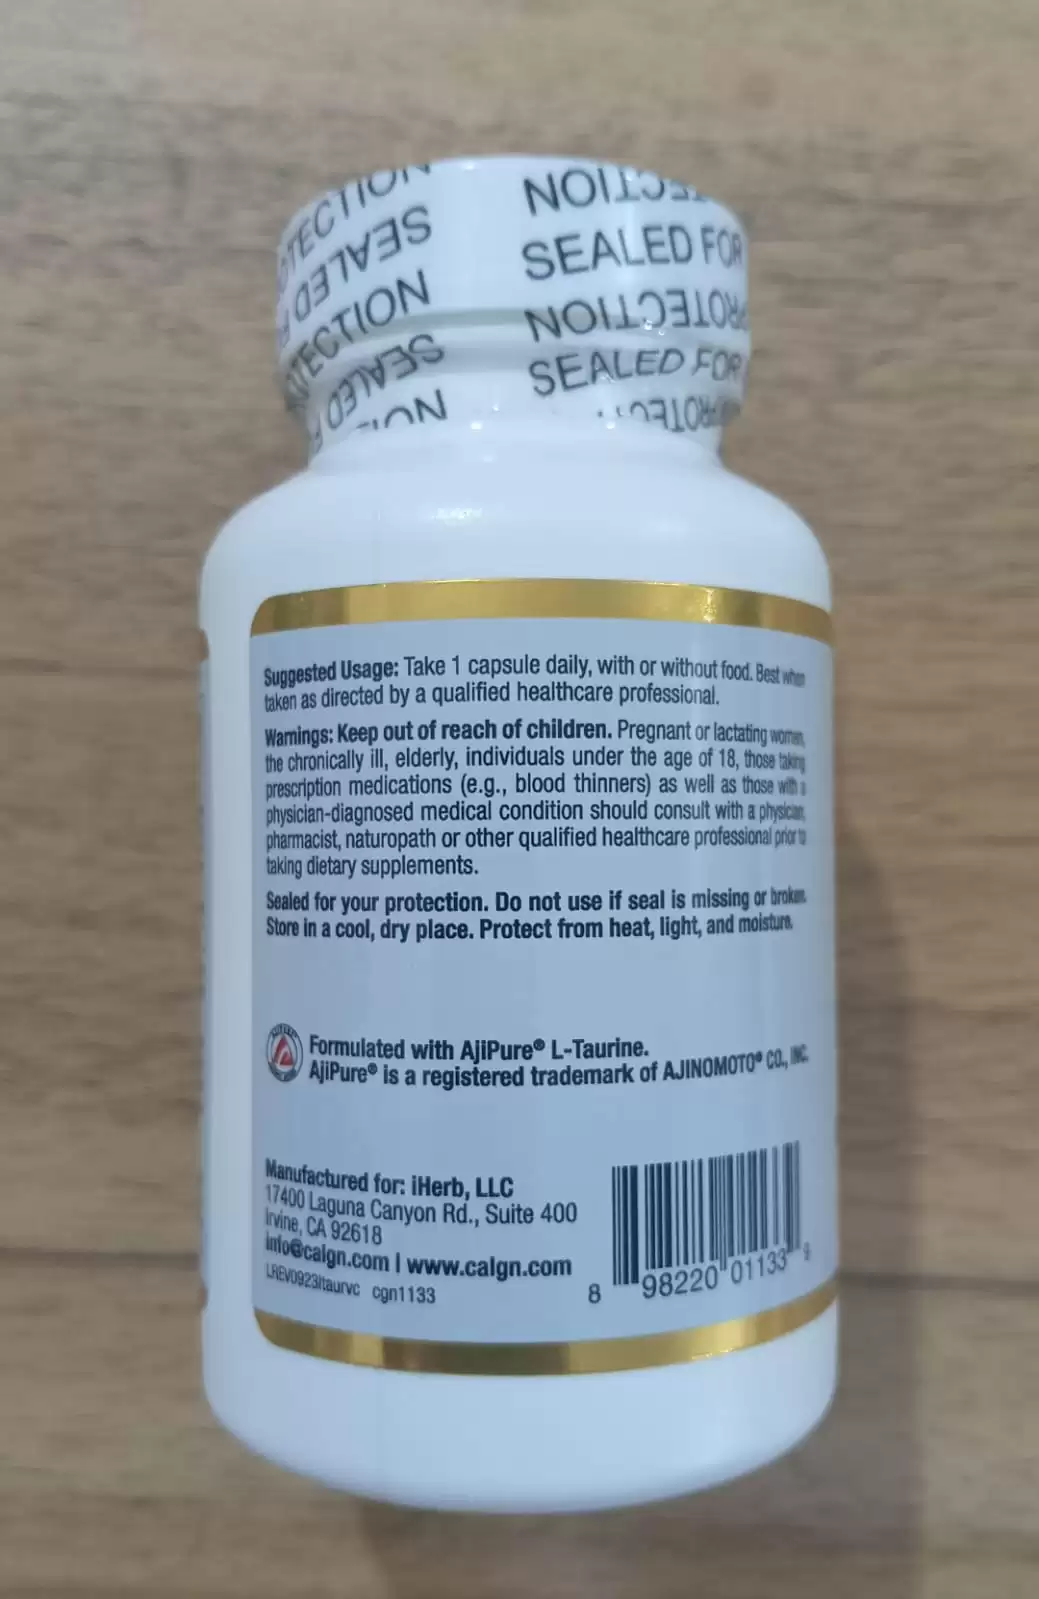 NOIT
SEALED FOR
PROTECTION
SEALED FOR
PROTECTION
SEALED
TECTION
SEALED
Suggested Usage: Take 1 capsule daily, with or without food. Best when
taken as directed by a qualified healthcare professional.
Warnings: Keep out of reach of children. Pregnant or lactating women,
the chronically ill, elderly, individuals under the age of 18, those taking
prescription medications (e.g., blood thinners) as well as those with a
physician-diagnosed medical condition should consult with a physician,
pharmacist, naturopath or other qualified healthcare professional prior to
taking dietary supplements.
Sealed for your protection. Do not use if seal is missing or broken.
Store in a cool, dry place. Protect from heat, light, and moisture.
Formulated with AjiPure® L-Taurine.
AjiPure® is a registered trademark of AJINOMOTO® CO., INC.
Manufactured for: iHerb, LLC
17400 Laguna Canyon Rd., Suite 400
Irvine, CA 92618
info@calgn.com | www.calgn.com
LREV0923ltaurvc cgn1133
8 98220 01133 9